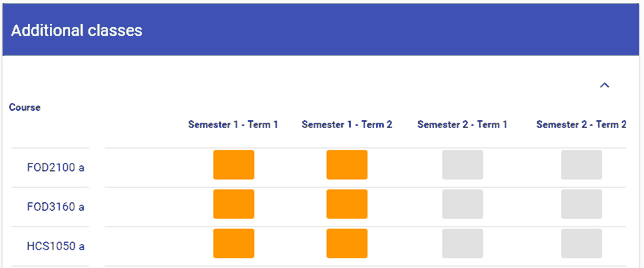 Additional classes
Course
Semester 1 - Term 1 Semester 1 - Term 2 Semester 2 - Term 1 Semester 2 - Term 2
FOD2100 a
FOD3160 a
HCS1050 a